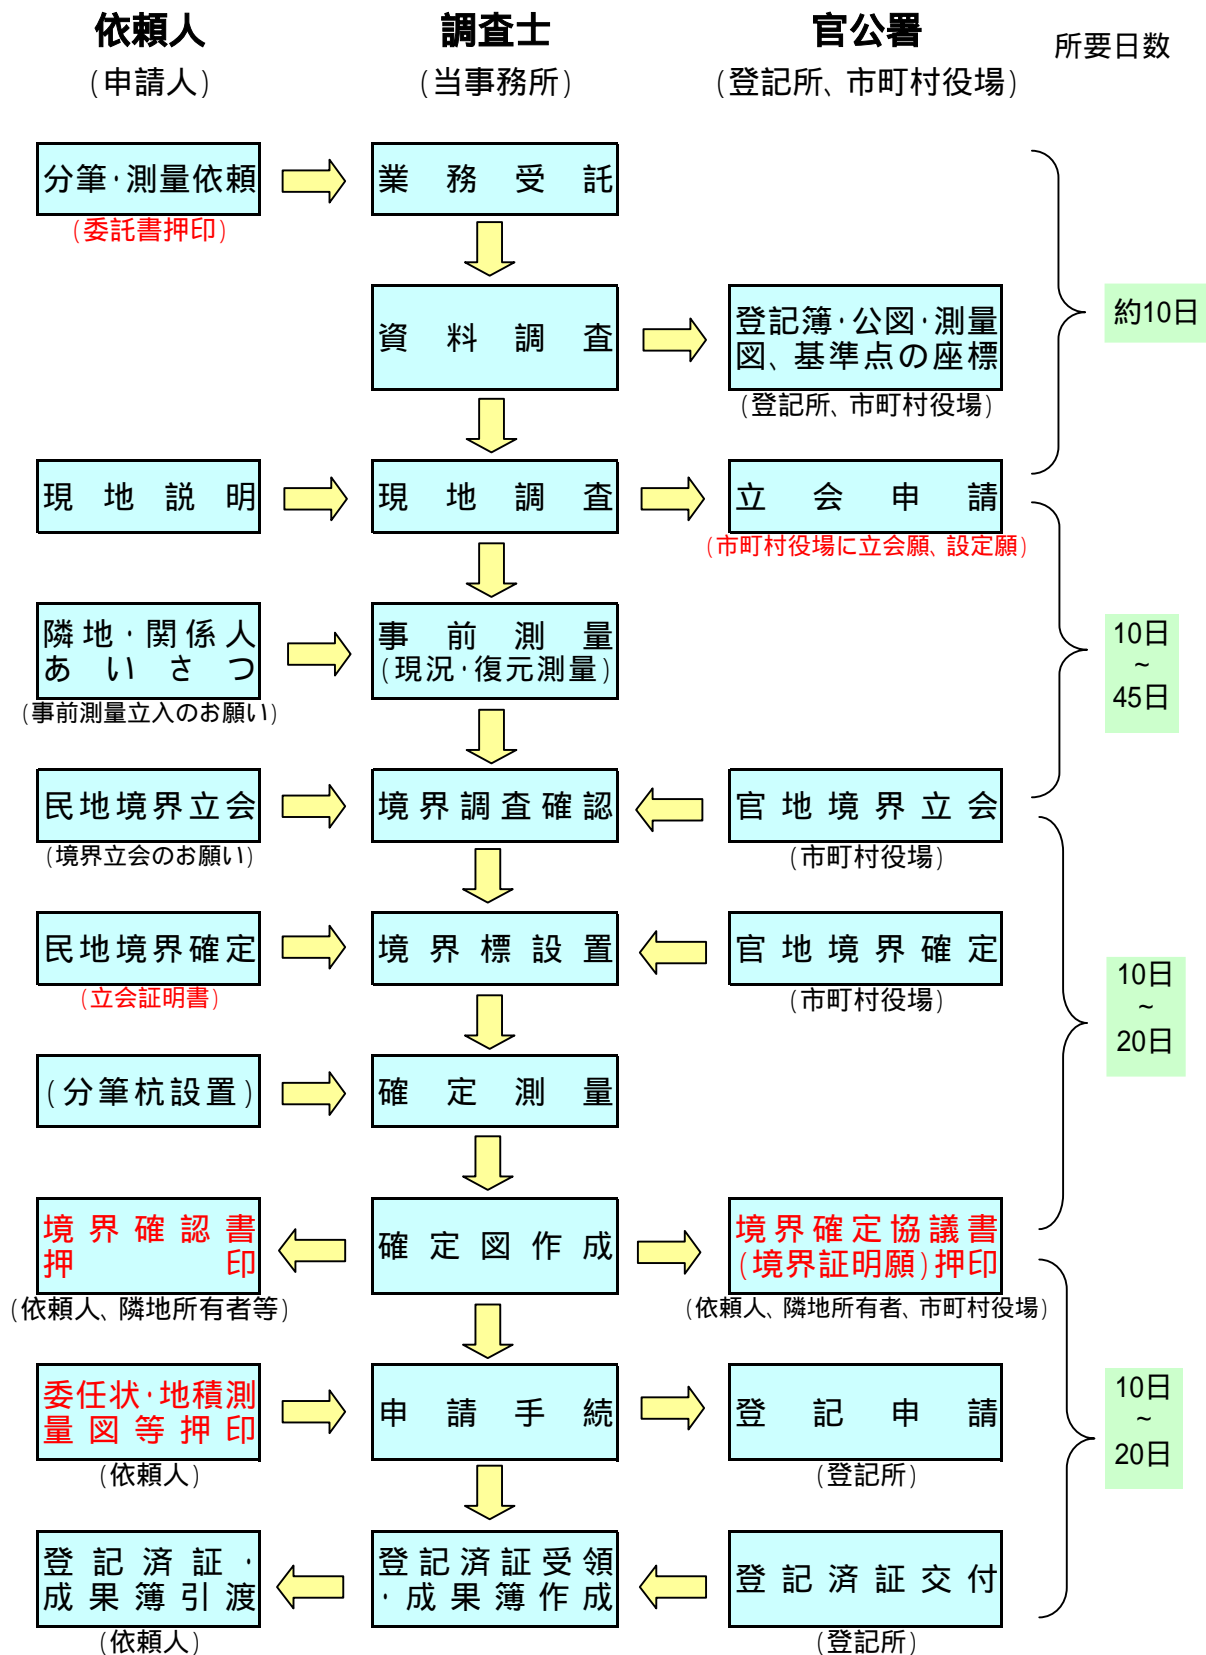 依頼人 調査士 官公署 所要日数
(申請人) (当事務所) (登記所、市町村役場)
分筆・測量依頼 業務受託
(委託書押印)
資料調査 登記簿・公図・測量
図、基準点の座標
(登記所、市町村役場)
約10日
現地説明 現地調査 立会申請
(市町村役場に立会願、設定願)
隣地・関係人 事前測量
あいさつ (現況・復元測量)
(事前測量立入のお願い)
10日
~
45日
民地境界立会 境界調査確認 官地境界立会
(境界立会のお願い) (市町村役場)
民地境界確定 境界標設置 官地境界確定
(立会証明書) (市町村役場)
10日
~
20日
(分筆杭設置) 確定測量
境界確認書 確定図作成 境界確定協議書
押印 (境界証明願)押印
(依頼人、隣地所有者等) (依頼人、隣地所有者、市町村役場)
委任状・地積測 申請手続 登記申請
量図等押印
(依頼人) (登記所)
10日
~
20日
登記済証・ 登記済証受領 登記済証交付
成果簿引渡 ・成果簿作成
(依頼人) (登記所)